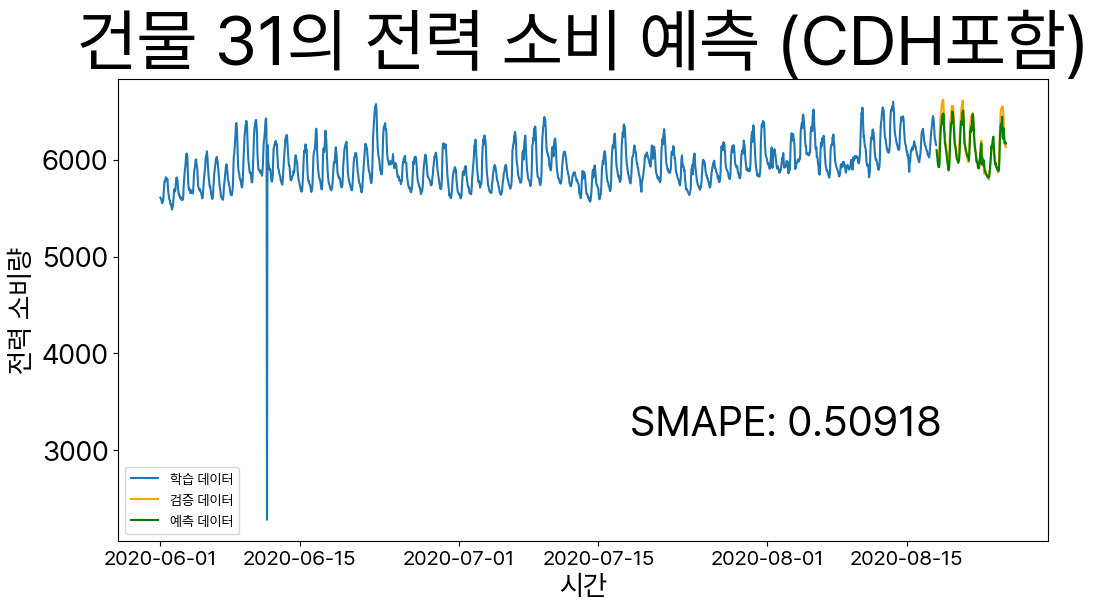 건물 31의 전력 소비 예측 (CDH포함)
전력 소비량
6000
5000
4000
3000
SMAPE: 0.50918
학습 데이터
검증 데이터
예측 데이터
2020-06-01 2020-06-15 2020-07-01 2020-07-15 2020-08-01 2020-08-15
시간